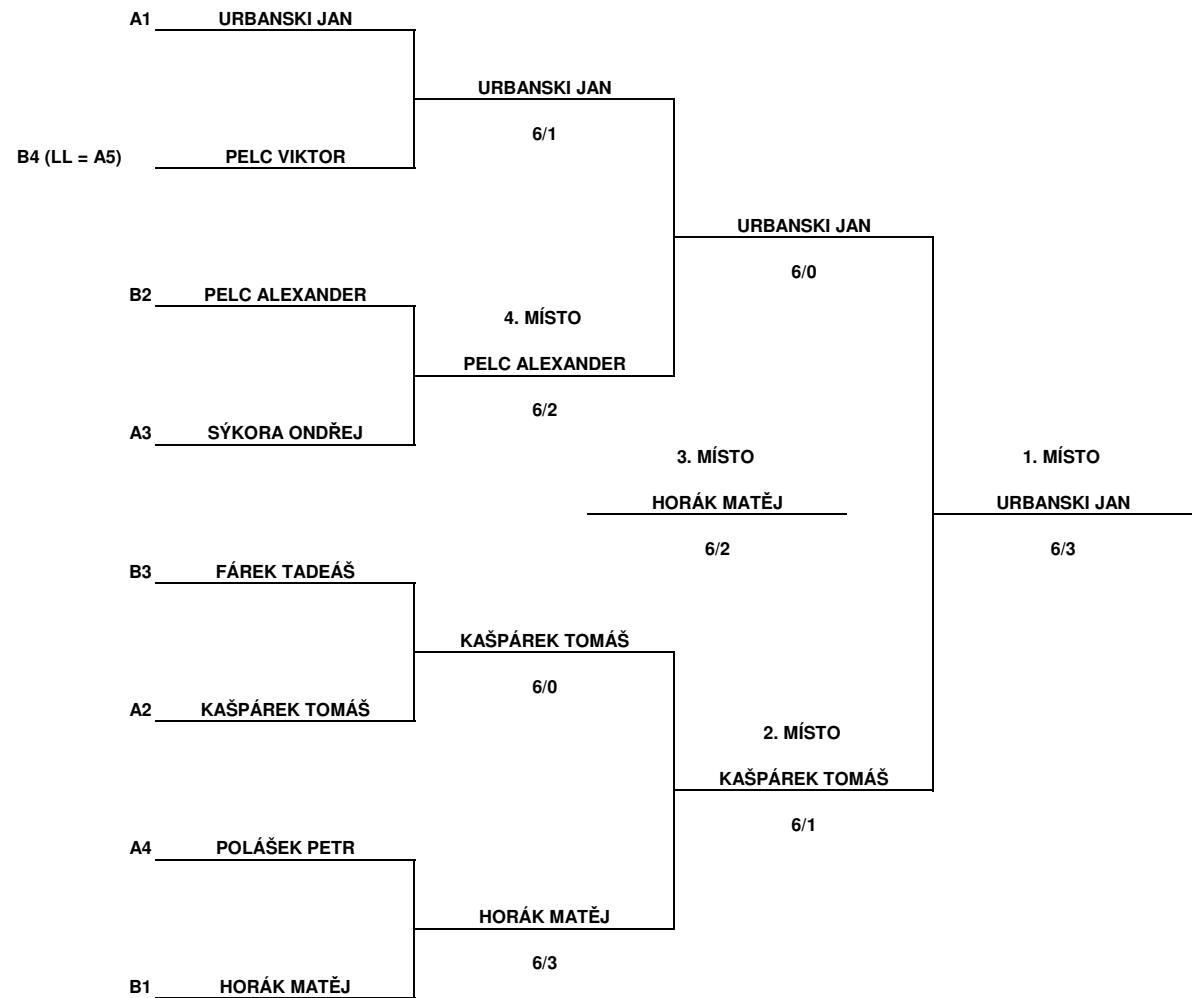 A1 URBANSKI JAN
URBANSKI JAN
6/1
B4 (LL = A5) PELC VIKTOR
URBANSKI JAN
6/0
B2 PELC ALEXANDER
4. MÍSTO
PELC ALEXANDER
6/2
A3 SÝKORA ONDŘEJ
3. MÍSTO 1. MÍSTO
HORÁK MATĚJ URBANSKI JAN
6/2 6/3
B3 FÁREK TADEÁŠ
KAŠPÁREK TOMÁŠ
6/0
A2 KAŠPÁREK TOMÁŠ
2. MÍSTO
KAŠPÁREK TOMÁŠ
6/1
A4 POLÁŠEK PETR
HORÁK MATĚJ
6/3
B1 HORÁK MATĚJ